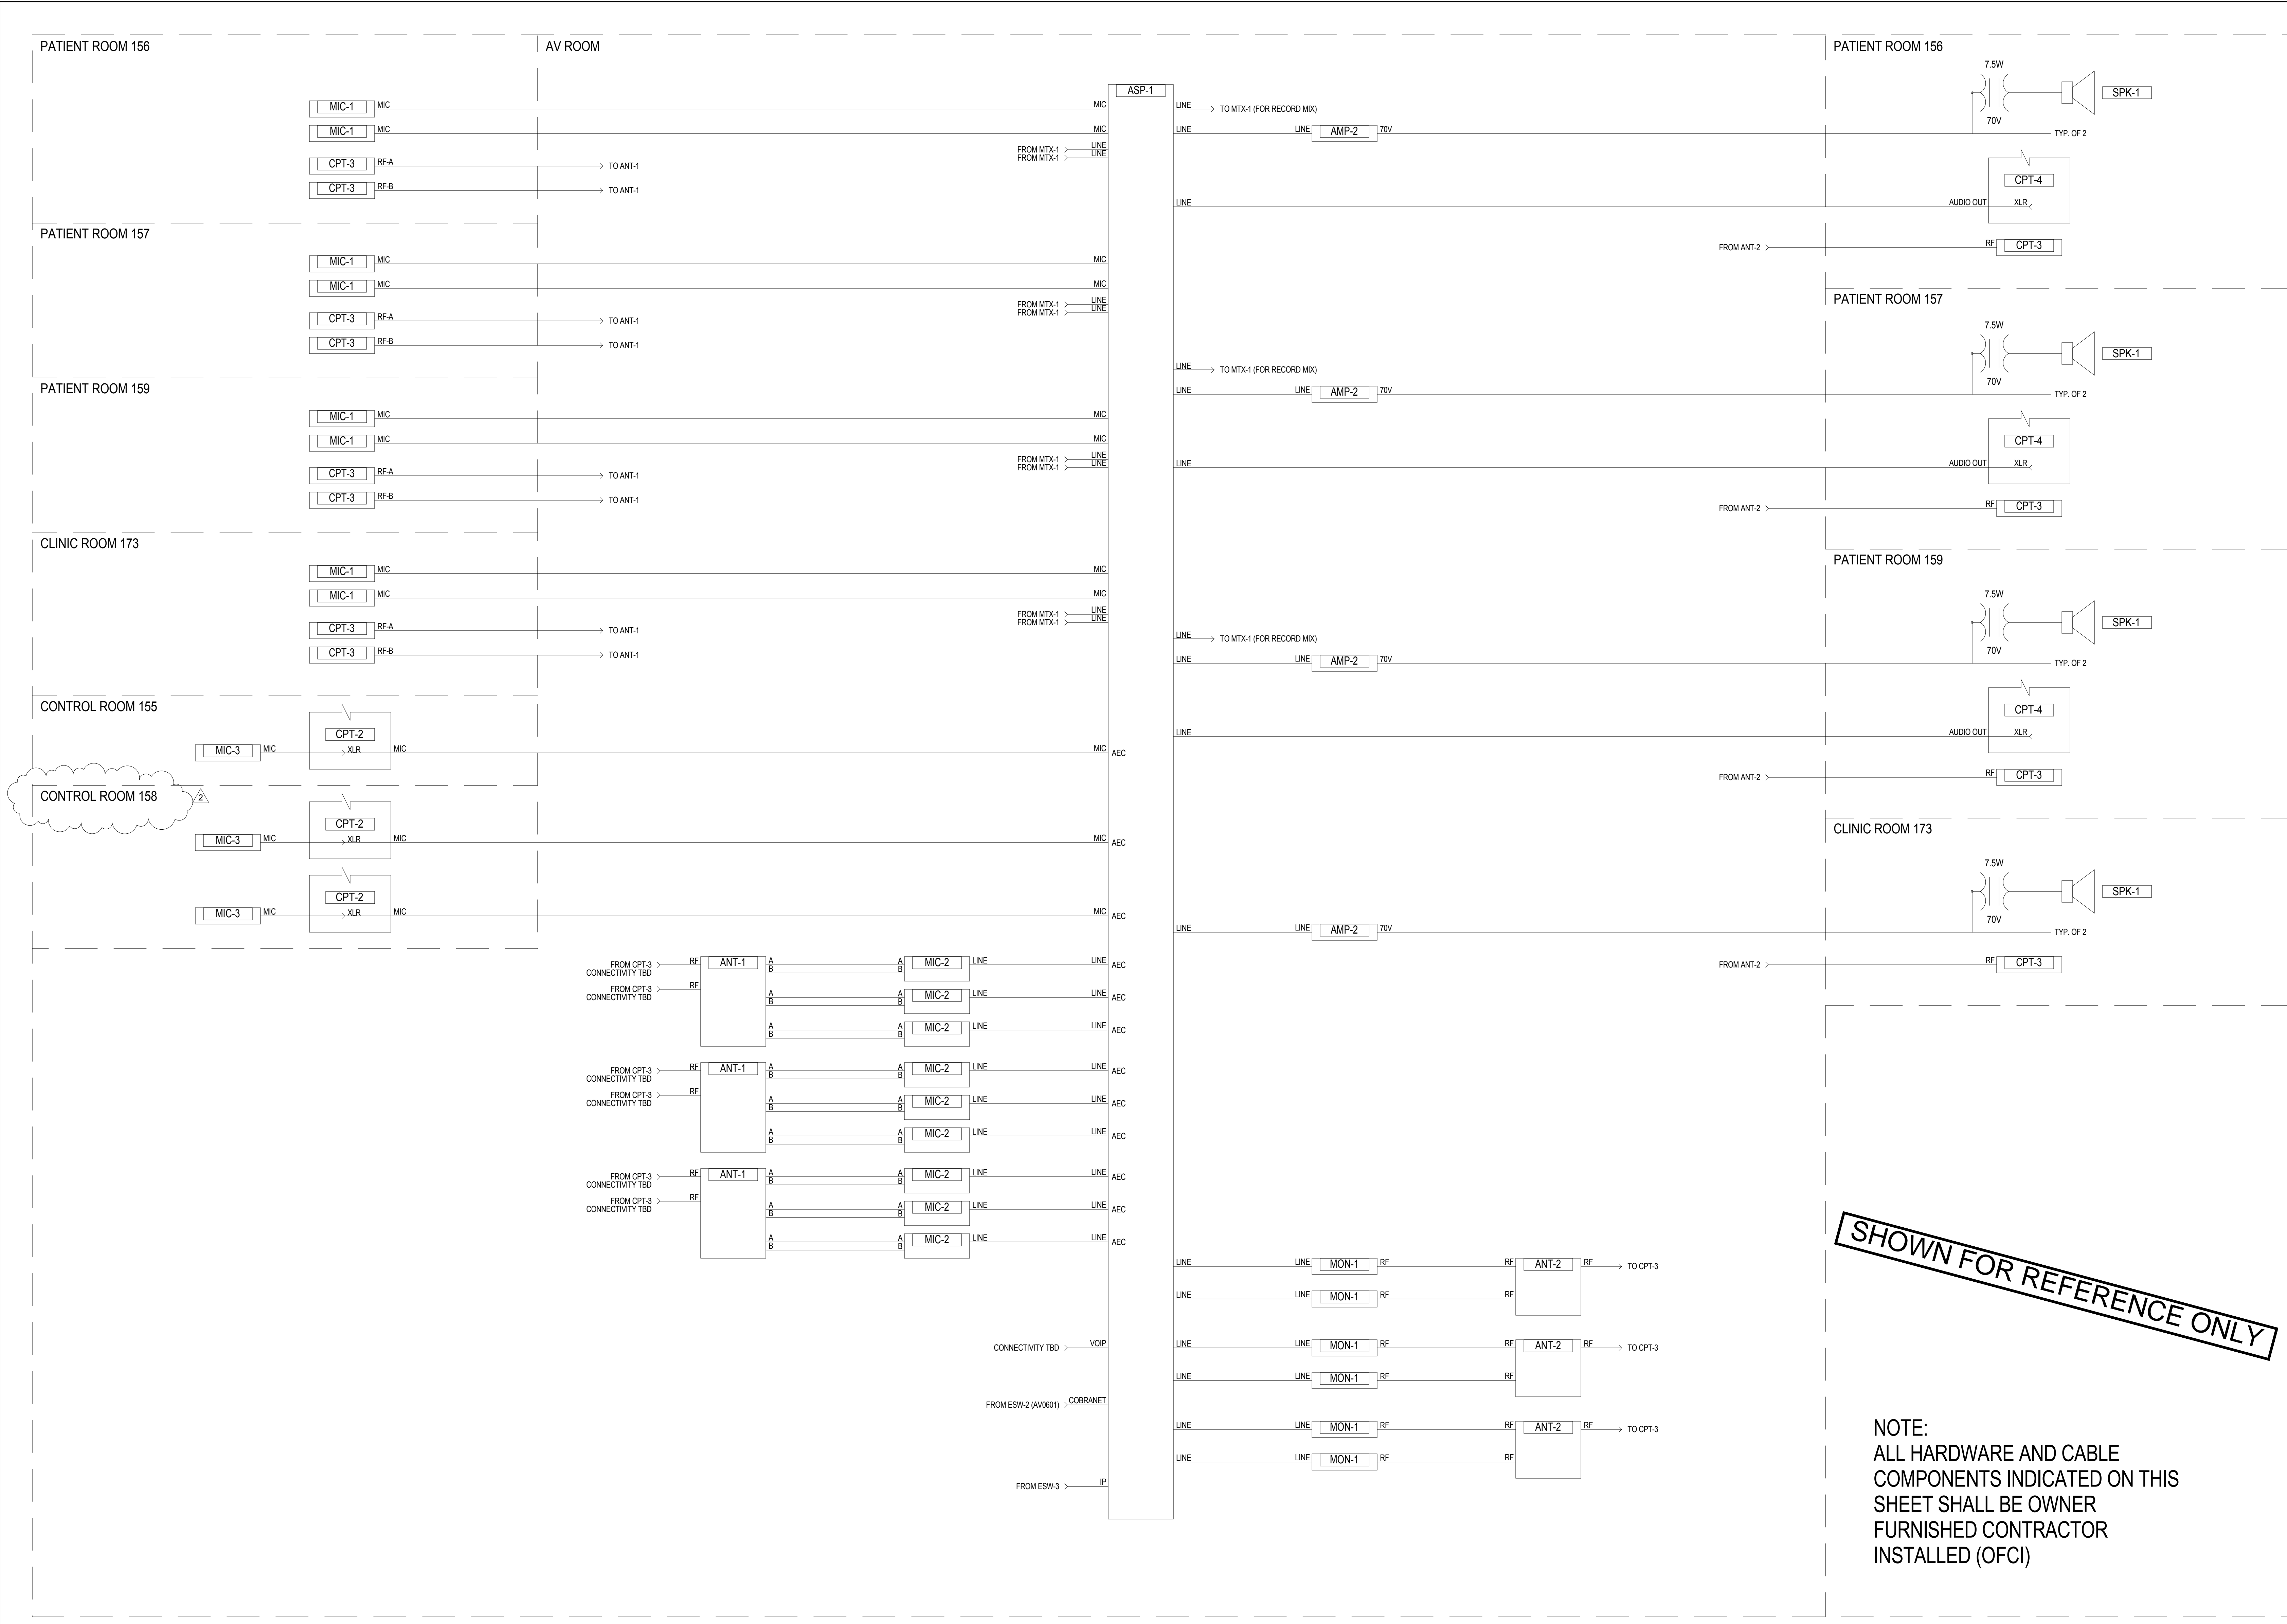 PATIENT ROOM 156
MIC-1 MIC
MIC-1 MIC
CPT-3 RF-A
TO ANT-1
CPT-3 RF-B
TO ANT-1
PATIENT ROOM 157
MIC-1 MIC
MIC-1 MIC
CPT-3 RF-A
TO ANT-1
CPT-3 RF-B
TO ANT-1
PATIENT ROOM 159
MIC-1 MIC
MIC-1 MIC
CPT-3 RF-A
TO ANT-1
CPT-3 RF-B
TO ANT-1
CLINIC ROOM 173
MIC-1 MIC
MIC-1 MIC
CPT-3 RF-A
TO ANT-1
CPT-3 RF-B
TO ANT-1
CONTROL ROOM 155
CPT-2
MIC-3 MIC XLR MIC
CONTROL ROOM 158
2
CPT-2
MIC-3 MIC XLR MIC
CPT-2
MIC-3 MIC XLR MIC
AV ROOM
ASP-1
MIC
MIC
FROM MTX-1 LINE
FROM MTX-1 LINE
MIC
MIC
FROM MTX-1 LINE
FROM MTX-1 LINE
MIC
MIC
FROM MTX-1 LINE
FROM MTX-1 LINE
MIC
MIC
FROM MTX-1 LINE
FROM MTX-1 LINE
MIC AEC
MIC AEC
MIC AEC
FROM CPT-3 RF ANT-1 A A MIC-2 LINE LINE AEC
CONNECTIVITY TBD B B
FROM CPT-3 RF
CONNECTIVITY TBD A A MIC-2 LINE LINE AEC
B B
A A MIC-2 LINE LINE AEC
B B
FROM CPT-3 RF ANT-1 A A MIC-2 LINE LINE AEC
CONNECTIVITY TBD B B
FROM CPT-3 RF
CONNECTIVITY TBD A A MIC-2 LINE LINE AEC
B B
A A MIC-2 LINE LINE AEC
B B
FROM CPT-3 RF ANT-1 A A MIC-2 LINE LINE AEC
CONNECTIVITY TBD B B
FROM CPT-3 RF
CONNECTIVITY TBD A A MIC-2 LINE LINE AEC
B B
A A MIC-2 LINE LINE AEC
B B
CONNECTIVITY TBD VOIP
FROM ESW-2 (AV0601) COBRANET
FROM ESW-3 IP
LINE TO MTX-1 (FOR RECORD MIX)
LINE LINE AMP-2 70V
LINE
FROM ANT-2
LINE TO MTX-1 (FOR RECORD MIX)
LINE LINE AMP-2 70V
LINE
FROM ANT-2
LINE TO MTX-1 (FOR RECORD MIX)
LINE LINE AMP-2 70V
LINE
FROM ANT-2
LINE LINE AMP-2 70V
FROM ANT-2
LINE LINE MON-1 RF RF ANT-2 RF TO CPT-3
LINE LINE MON-1 RF RF
LINE LINE MON-1 RF RF ANT-2 RF TO CPT-3
LINE LINE MON-1 RF RF
LINE LINE MON-1 RF RF ANT-2 RF TO CPT-3
LINE LINE MON-1 RF RF
PATIENT ROOM 156
7.5W
SPK-1
70V
TYP. OF 2
CPT-4
AUDIO OUT XLR
RF CPT-3
PATIENT ROOM 157
7.5W
SPK-1
70V
TYP. OF 2
CPT-4
AUDIO OUT XLR
RF CPT-3
PATIENT ROOM 159
7.5W
SPK-1
70V
TYP. OF 2
CPT-4
AUDIO OUT XLR
RF CPT-3
CLINIC ROOM 173
7.5W
SPK-1
70V
TYP. OF 2
RF CPT-3
SHOWN FOR REFERENCE ONLY
NOTE:
ALL HARDWARE AND CABLE
COMPONENTS INDICATED ON THIS
SHEET SHALL BE OWNER
FURNISHED CONTRACTOR
INSTALLED (OFCI)